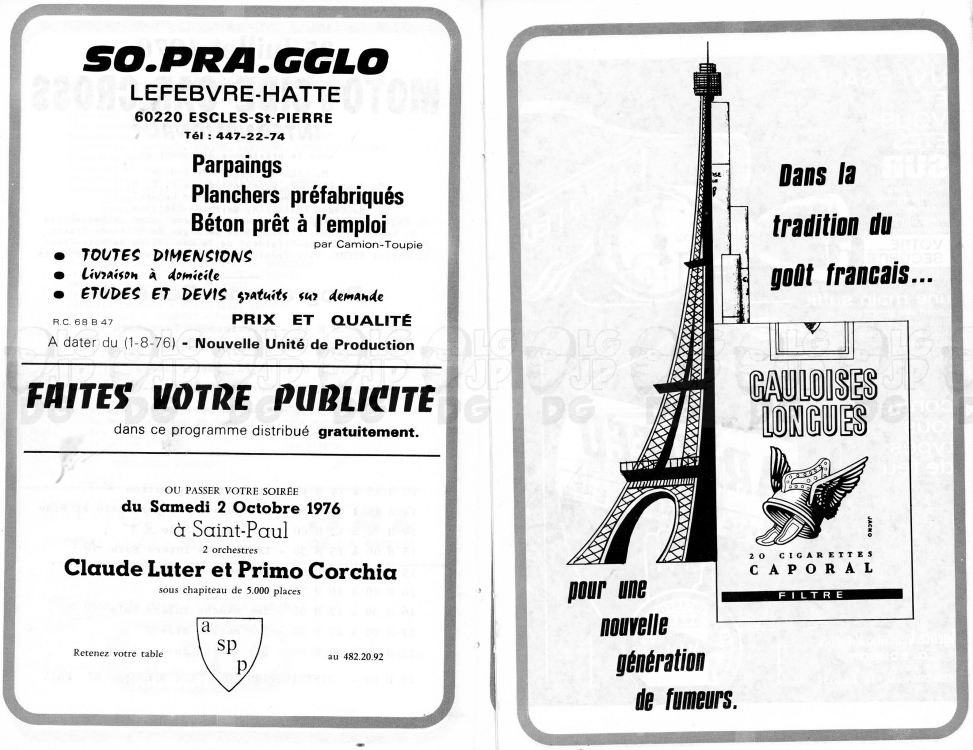 SO.PRA.GGLO
LEFEBVRE-HATTE
60220 ESCLES-St-PIERRE
Tél : 447-22-74
Parpaings
Planchers préfabriqués
Béton prêt à l'emploi
par Camion-Toupie
● TOUTES DIMENSIONS
● Livraison à domicile
● ETUDES ET DEVIS gratuits sur demande
R.C. 68 B 47 PRIX ET QUALITÉ
A dater du (1-8-76) - Nouvelle Unité de Production
FAITES VOTRE PUBLICITÉ
dans ce programme distribué gratuitement.
OU PASSER VOTRE SOIRÉE
du Samedi 2 Octobre 1976
à Saint-Paul
2 orchestres
Claude Luter et Primo Corchia
sous chapiteau de 5.000 places
a
sp
p
Retenez votre table au 482.20.92
Dans la
tradition du
goût francais...
GAULOISES
LONGUES
JACNO
20 CIGARETTES
CAPORAL
FILTRE
pour une
nouvelle
génération
de fumeurs.